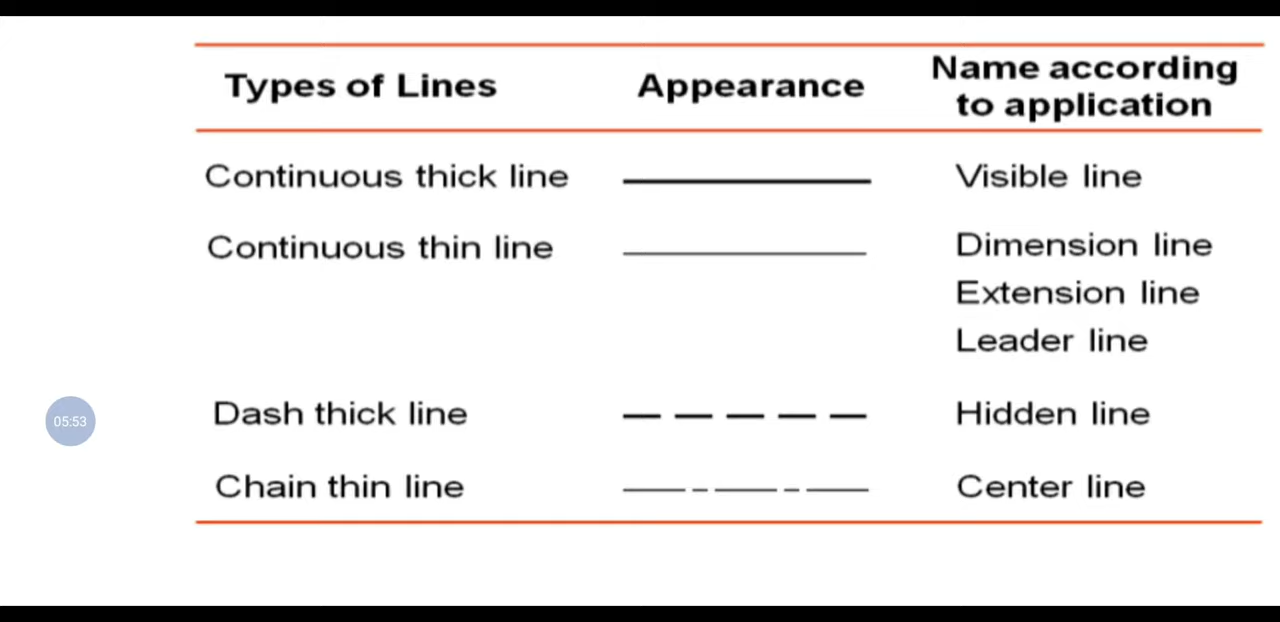 Types of Lines Appearance Name according
to application
Continuous thick line Visible line
Continuous thin line Dimension line
Extension line
Leader line
05:53
Dash thick line Hidden line
Chain thin line Center line